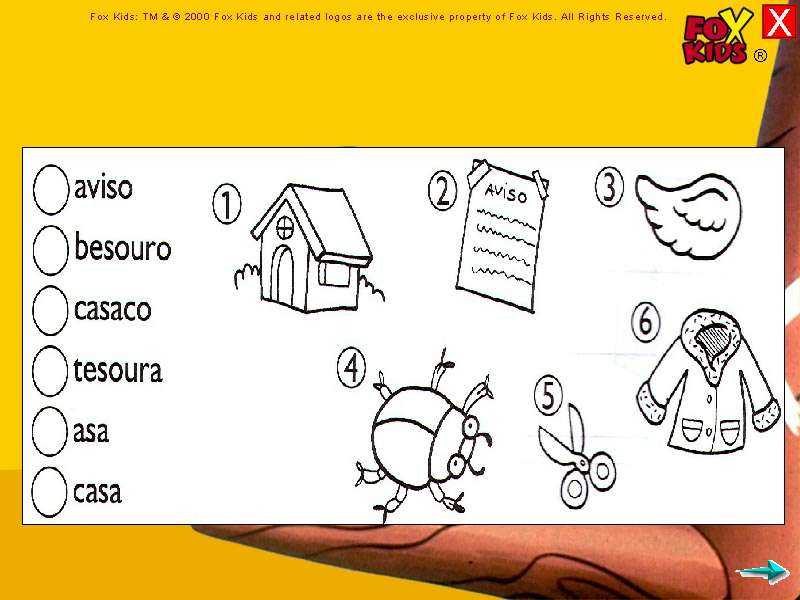 Fox Kids: TM & © 2000 Fox Kids and related logos are the exclusive property of Fox Kids. All Rights Reserved.
FOX
KIDS
®
X
aviso
besouro
casaco
tesoura
asa
casa
1
2
AVISO
3
4
5
6